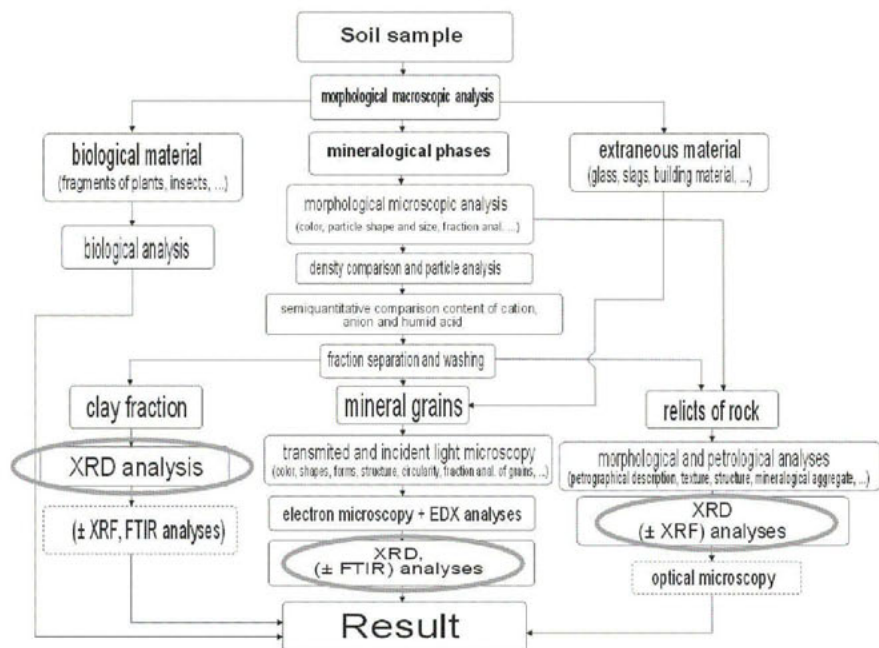 Soil sample
morphological macroscopic analysis
biological material
(fragments of plants, insects, ...)
mineralogical phases
extraneous material
(glass, slags, building material, ...)
morphological microscopic analysis
(color, particle shape and size, fraction anal. ...)
biological analysis
density comparison and particle analysis
semiquantitative comparison content of cation,
anion and humid acid
fraction separation and washing
clay fraction
mineral grains
relicts of rock
XRD analysis
transmited and incident light microscopy
(color, shapes, forms, structure, circularity, fraction anal. of grains, ...)
morphological and petrological analyses
(petrographical description, texture, structure, mineralogical aggregate, ...)
(± XRF, FTIR analyses)
electron microscopy + EDX analyses
XRD
(± XRF) analyses
XRD,
(± FTIR) analyses
optical microscopy
Result